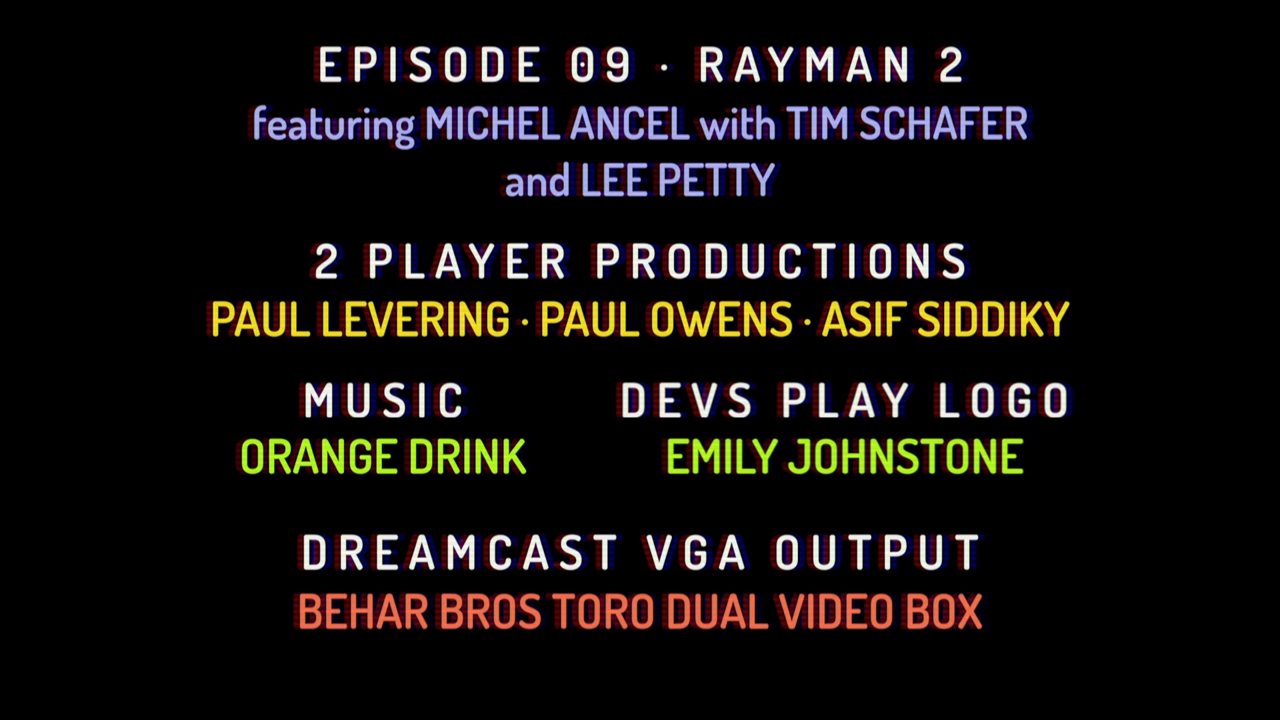 EPISODE 09 · RAYMAN 2
featuring MICHEL ANCEL with TIM SCHAFER
and LEE PETTY
2 PLAYER PRODUCTIONS
PAUL LEVERING · PAUL OWENS · ASIF SIDDIKY
MUSIC
ORANGE DRINK
DEVS PLAY LOGO
EMILY JOHNSTONE
DREAMCAST VGA OUTPUT
BEHAR BROS TORO DUAL VIDEO BOX